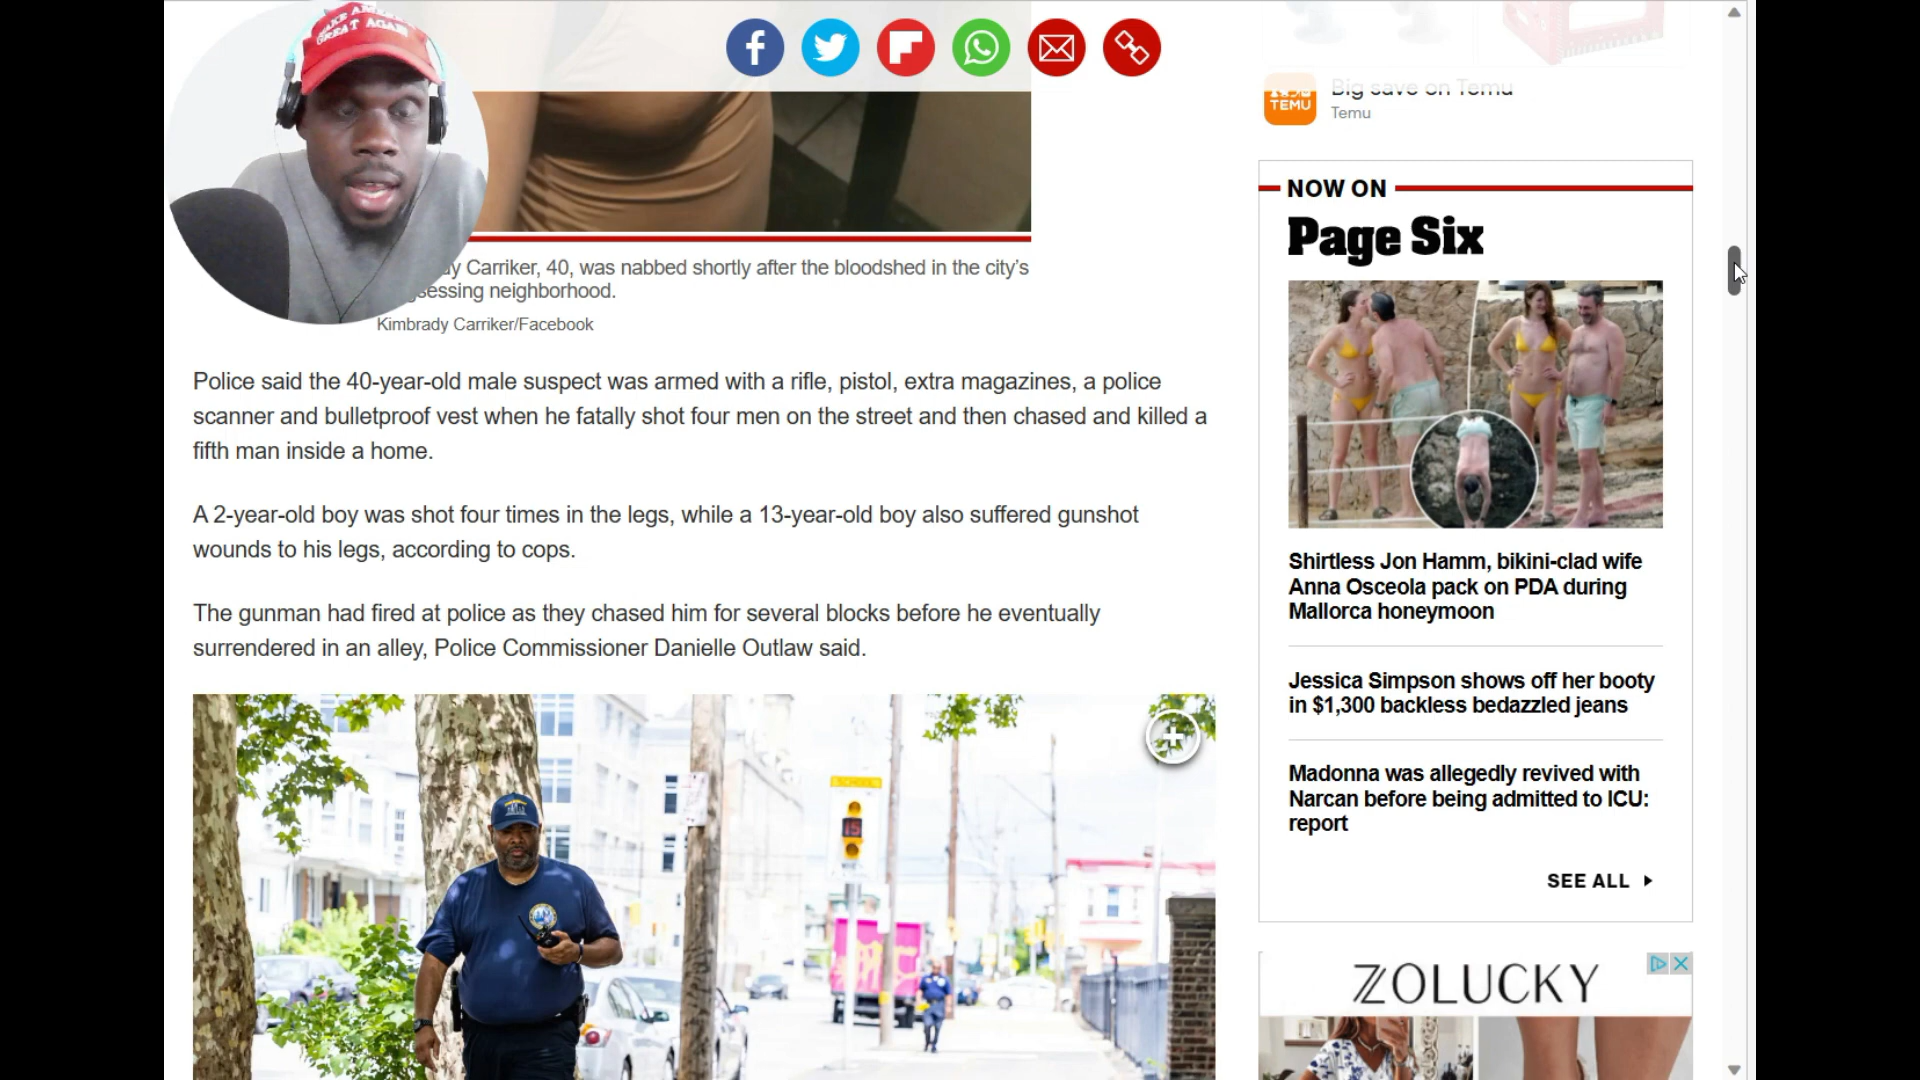 MAKE AMERICA
GREAT AGAIN
Big save on Temu
TEMU
Temu
Carriker, 40, was nabbed shortly after the bloodshed in the city's
neighborhood.
Kimbrady Carriker/Facebook
Police said the 40-year-old male suspect was armed with a rifle, pistol, extra magazines, a police
scanner and bulletproof vest when he fatally shot four men on the street and then chased and killed a
fifth man inside a home.
A 2-year-old boy was shot four times in the legs, while a 13-year-old boy also suffered gunshot
wounds to his legs, according to cops.
The gunman had fired at police as they chased him for several blocks before he eventually
surrendered in an alley, Police Commissioner Danielle Outlaw said.
SCHOOL
15
NOW ON
Page Six
Shirtless Jon Hamm, bikini-clad wife
Anna Osceola pack on PDA during
Mallorca honeymoon
Jessica Simpson shows off her booty
in $1,300 backless bedazzled jeans
Madonna was allegedly revived with
Narcan before being admitted to ICU:
report
SEE ALL
ZOLUCKY